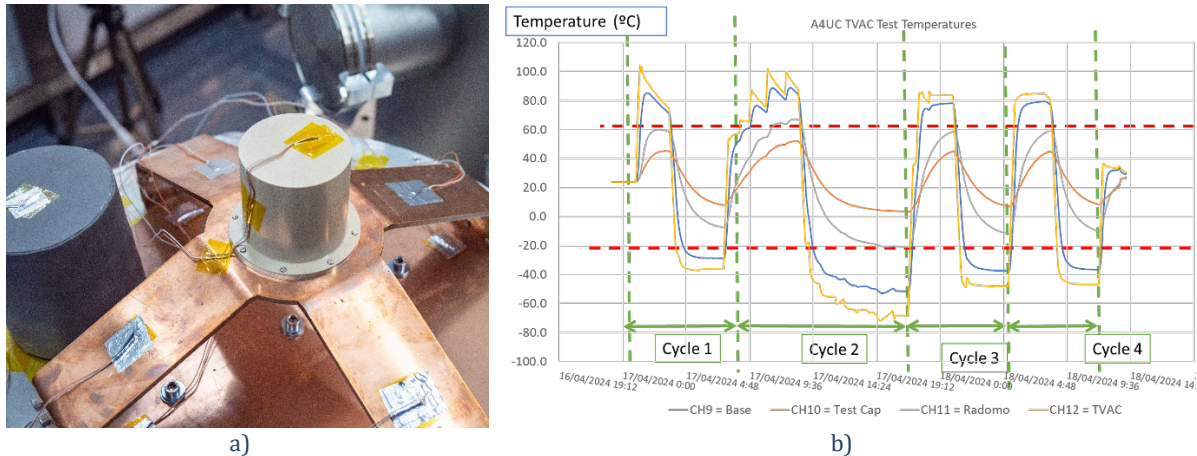 Temperature (ºC)
A4UC TVAC Test Temperatures
120.0
100.0
80.0
60.0
40.0
20.0
0.0
-20.0
-40.0
-60.0
-80.0
-100.0
Cycle 1
Cycle 2
Cycle 3
Cycle 4
16/04/2024 19:12
17/04/2024 0:00
17/04/2024 4:48
17/04/2024 9:36
17/04/2024 14:24
17/04/2024 19:12
18/04/2024 0:00
18/04/2024 4:48
18/04/2024 9:36
18/04/2024 14:
CH9 = Base
CH10 = Test Cap
CH11 = Radomo
CH12 = TVAC
a)
b)